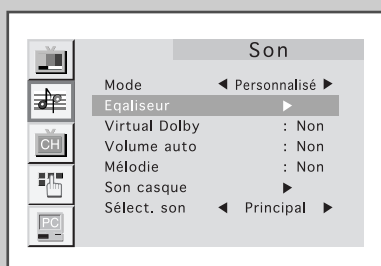 Son
Mode ◀ Personnalisé ▶
Eqaliseur ▶
Virtual Dolby : Non
CH
Volume auto : Non
Mélodie : Non
Son casque ▶
Sélect. son ◀ Principal ▶
PC